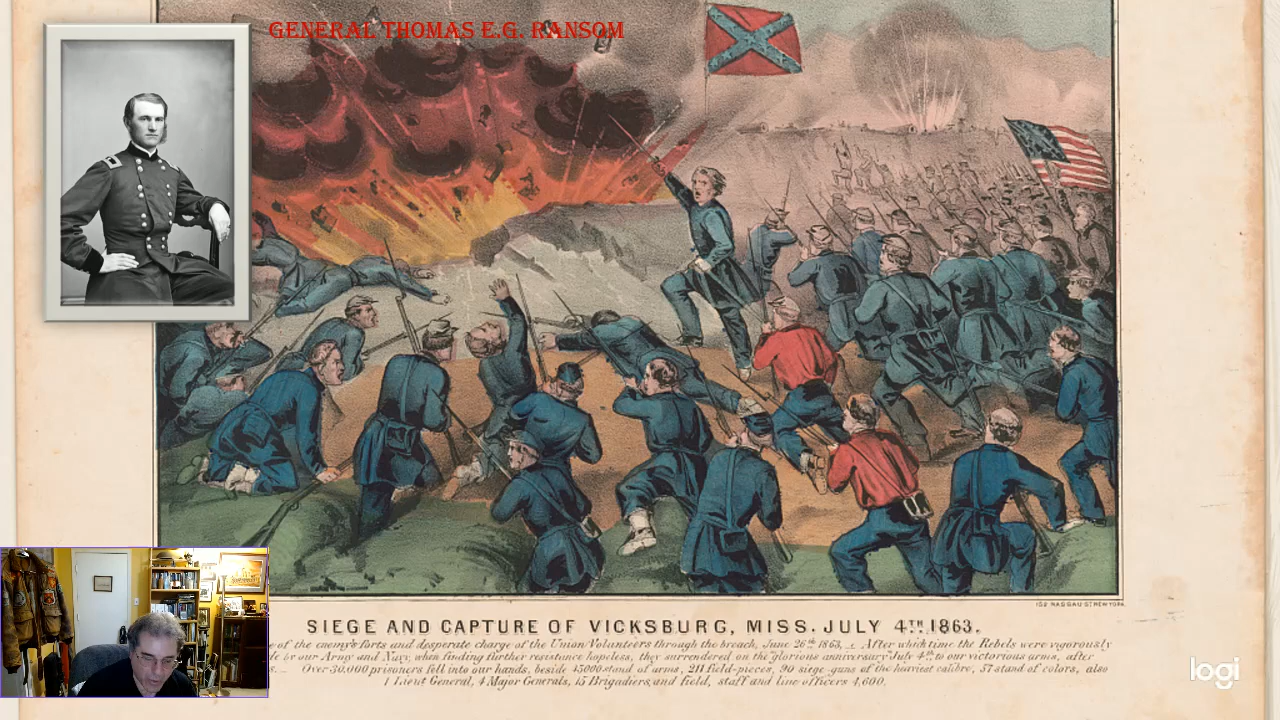 GENERAL THOMAS E.G. RANSOM
152 NASSAU ST. NEW YORK.
SIEGE AND CAPTURE OF VICKSBURG, MISS. JULY 4TH 1863.
of the enemy's forts and desperate charge of the Union Volunteers through the breach, June 26th 1863, After which time the Rebels were vigorously
by our Army and Navy, when finding further resistance hopeless, they surrendered on the glorious anniversary July 4th to our victorious arms, after
Over 30,000 prisoners fell into our hands, beside 45000 stand of arms, 211 Field-pieces, 90 siege-guns of the heaviest calibre, 57 stand of colors, also
1 Lieut General, 4 Major Generals, 15 Brigadiers, and field, staff and line officers 4,600.
logi